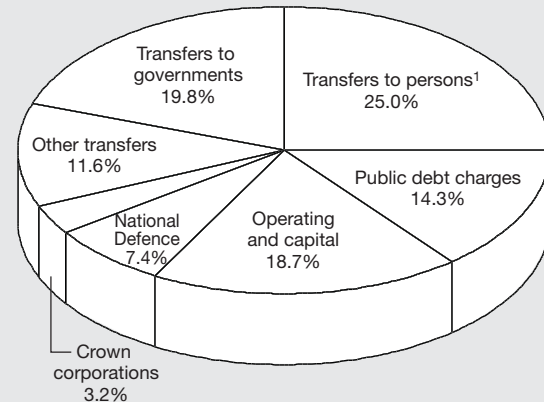 Transfers to
governments
19.8%
Transfers to persons¹
25.0%
Other transfers
11.6%
Public debt charges
14.3%
National
Defence
7.4%
Operating
and capital
18.7%
Crown
corporations
3.2%